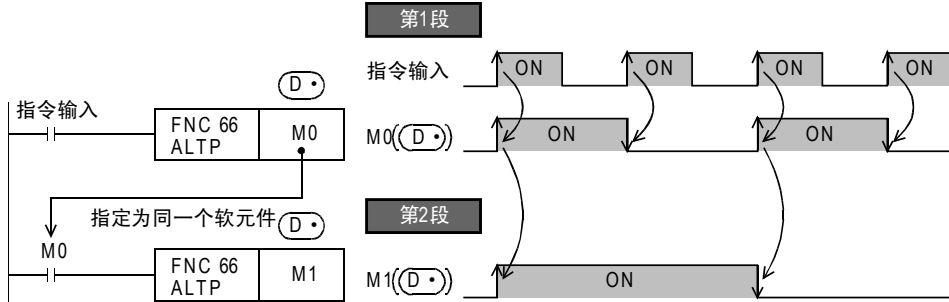 指令输入
D •
FNC 66
ALTP
M0
指定为同一个软元件
D •
M0
FNC 66
ALTP
M1
第1段
指令输入
ON
ON
ON
ON
M0(D •)
ON
ON
第2段
M1(D •)
ON